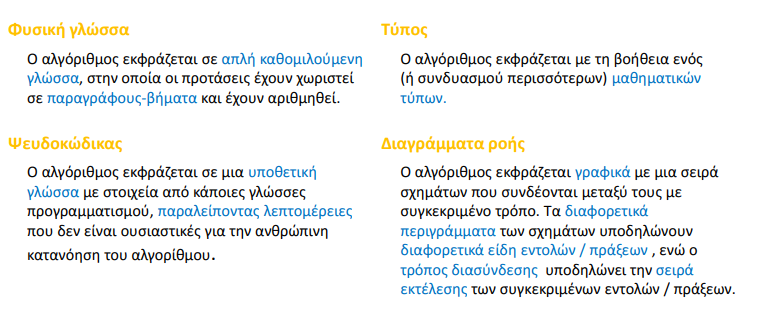 Φυσική γλώσσα
Ο αλγόριθμος εκφράζεται σε απλή καθομιλούμενη
γλώσσα, στην οποία οι προτάσεις έχουν χωριστεί
σε παραγράφους-βήματα και έχουν αριθμηθεί.
Τύπος
Ο αλγόριθμος εκφράζεται με τη βοήθεια ενός
(ή συνδυασμού περισσότερων) μαθηματικών
τύπων.
Ψευδοκώδικας
Ο αλγόριθμος εκφράζεται σε μια υποθετική
γλώσσα με στοιχεία από κάποιες γλώσσες
προγραμματισμού, παραλείποντας λεπτομέρειες
που δεν είναι ουσιαστικές για την ανθρώπινη
κατανόηση του αλγορίθμου.
Διαγράμματα ροής
Ο αλγόριθμος εκφράζεται γραφικά με μια σειρά
σχημάτων που συνδέονται μεταξύ τους με
συγκεκριμένο τρόπο. Τα διαφορετικά
περιγράμματα των σχημάτων υποδηλώνουν
διαφορετικά είδη εντολών / πράξεων , ενώ ο
τρόπος διασύνδεσης υποδηλώνει την σειρά
εκτέλεσης των συγκεκριμένων εντολών / πράξεων.